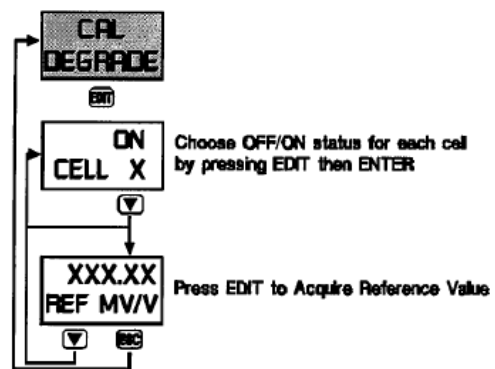 CAL
DEGRADE
EDIT
ON
CELL X
Choose OFF/ON status for each cell
by pressing EDIT then ENTER
XXX.XX
REF MV/V
Press EDIT to Acquire Reference Value
ESC